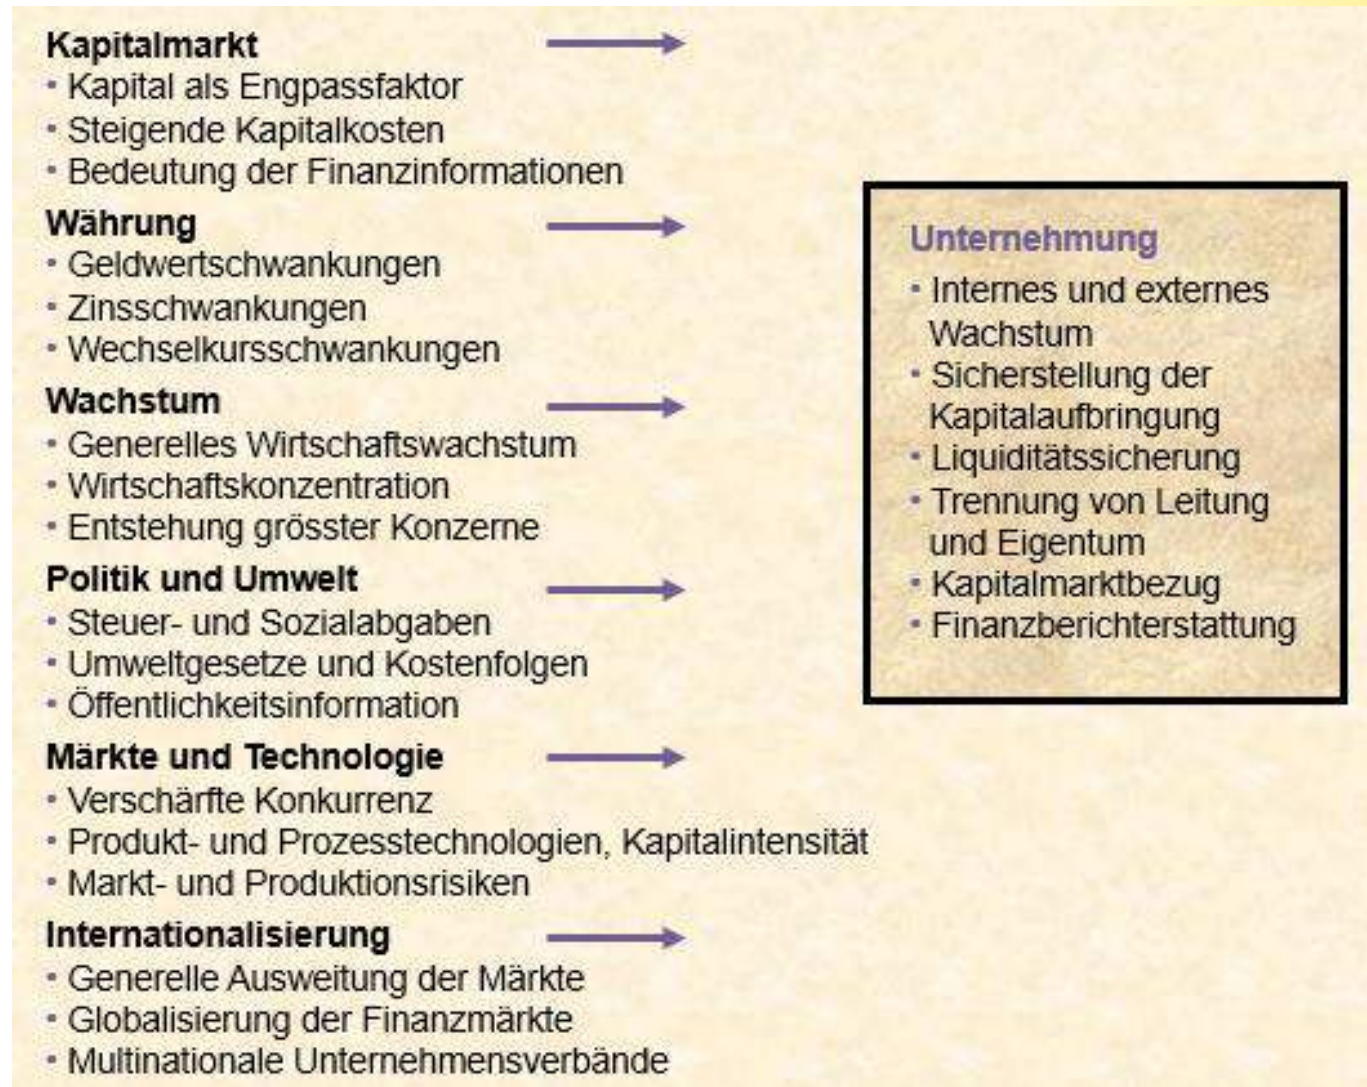 Kapitalmarkt
• Kapital als Engpassfaktor
• Steigende Kapitalkosten
• Bedeutung der Finanzinformationen
Währung
• Geldwertschwankungen
• Zinsschwankungen
• Wechselkursschwankungen
Wachstum
• Generelles Wirtschaftswachstum
• Wirtschaftskonzentration
• Entstehung grösster Konzerne
Politik und Umwelt
• Steuer- und Sozialabgaben
• Umweltgesetze und Kostenfolgen
• Öffentlichkeitsinformation
Märkte und Technologie
• Verschärfte Konkurrenz
• Produkt- und Prozesstechnologien, Kapitalintensität
• Markt- und Produktionsrisiken
Internationalisierung
• Generelle Ausweitung der Märkte
• Globalisierung der Finanzmärkte
• Multinationale Unternehmensverbände
Unternehmung
• Internes und externes
Wachstum
• Sicherstellung der
Kapitalaufbringung
• Liquiditätssicherung
• Trennung von Leitung
und Eigentum
• Kapitalmarktbezug
• Finanzberichterstattung